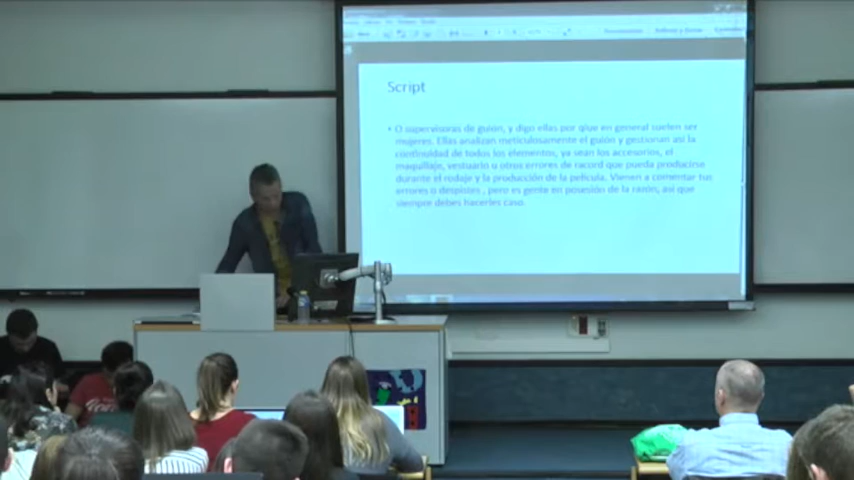 Script
• O supervisoras de guión, y digo ellas por qiue en general suelen ser
mujeres. Ellas analizan meticulosamente el guión y gestionan así la
continuidad de todos los elementos, ya sean los accesorios, el
maquillaje, vestuario u otros errores de racord que pueda producirse
durante el rodaje y la producción de la película. Vienen a comentar tus
errores o despistes , pero es gente en posesión de la razón, así que
siempre debes hacerles caso.